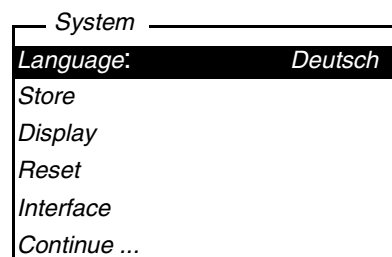 System
Language: Deutsch
Store
Display
Reset
Interface
Continue ...